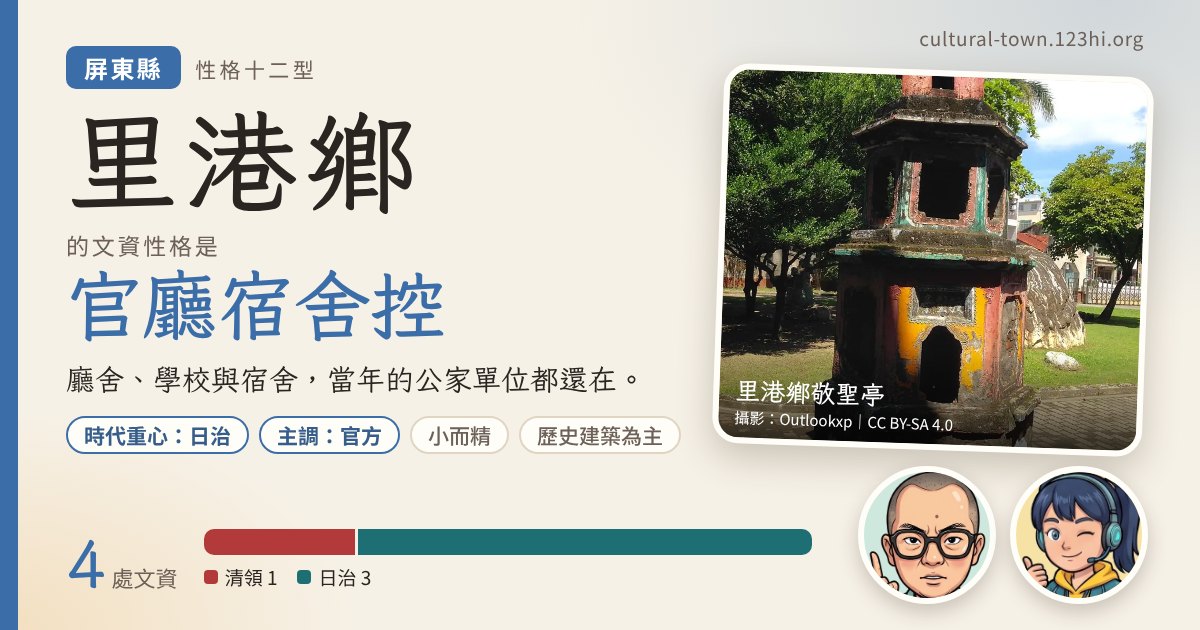 cultural-town.123hi.org
屏東縣 性格十二型
里港鄉
的文資性格是
官廳宿舍控
廳舍、學校與宿舍，當年的公家單位都還在。
時代重心：日治 主調：官方 小而精 歷史建築為主
里港鄉敬聖亭
攝影：Outlookxp｜CC BY-SA 4.0
4 處文資
清領 1 日治 3